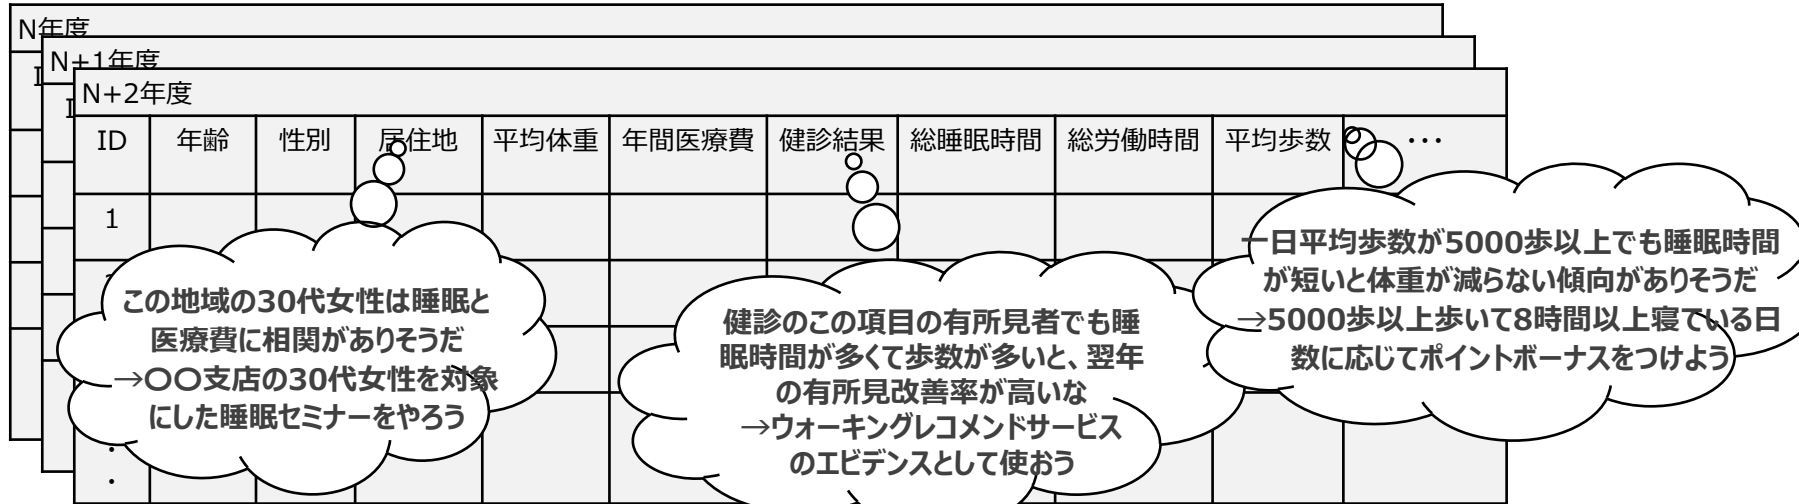 N年度
N+1年度
N+2年度
ID 年齢 性別 居住地 平均体重 年間医療費 健診結果 総睡眠時間 総労働時間 平均歩数 ・・・
1
この地域の30代女性は睡眠と
医療費に相関がありそうだ
→〇〇支店の30代女性を対象
にした睡眠セミナーをやろう
健診のこの項目の有所見者でも睡
眠時間が多くて歩数が多いと、翌年
の有所見改善率が高いな
→ウォーキングレコメンドサービス
のエビデンスとして使おう
一日平均歩数が5000歩以上でも睡眠時間
が短いと体重が減らない傾向がありそうだ
→5000歩以上歩いて8時間以上寝ている日
数に応じてポイントボーナスをつけよう